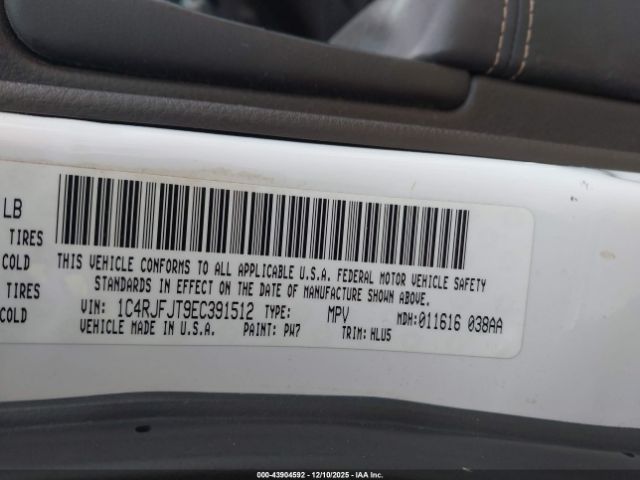 LB
TIRES
COLD
TIRES
COLD
THIS VEHICLE CONFORMS TO ALL APPLICABLE U.S.A. FEDERAL MOTOR VEHICLE SAFETY
STANDARDS IN EFFECT ON THE DATE OF MANUFACTURE SHOWN ABOVE.
VIN: 1C4RJFJT9EC391512 TYPE: MPV MDH:011616 038AA
VEHICLE MADE IN U.S.A. PAINT: PW7 TRIM: HLU5
000-43904592 - 12/10/2025 - IAA Inc.